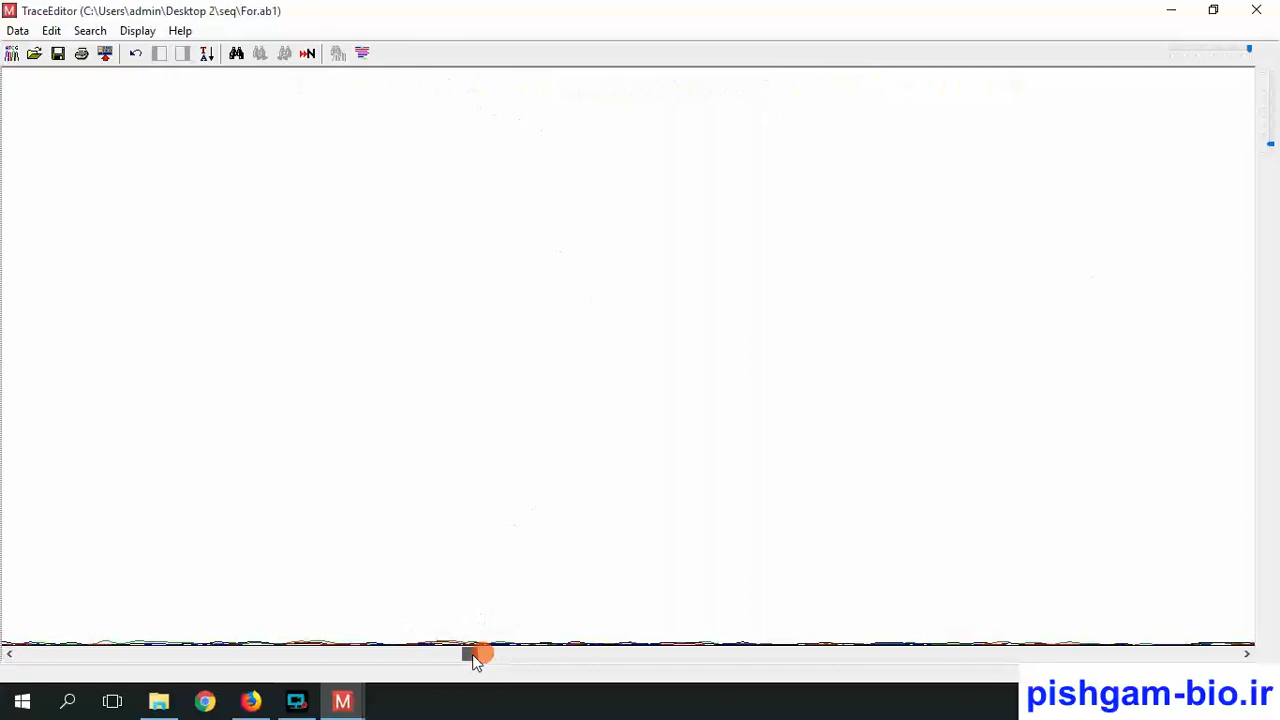 TraceEditor (C:\Users\admin\Desktop 2\seq\For.ab1)
Data Edit Search Display Help
N
M
pishgam-bio.ir